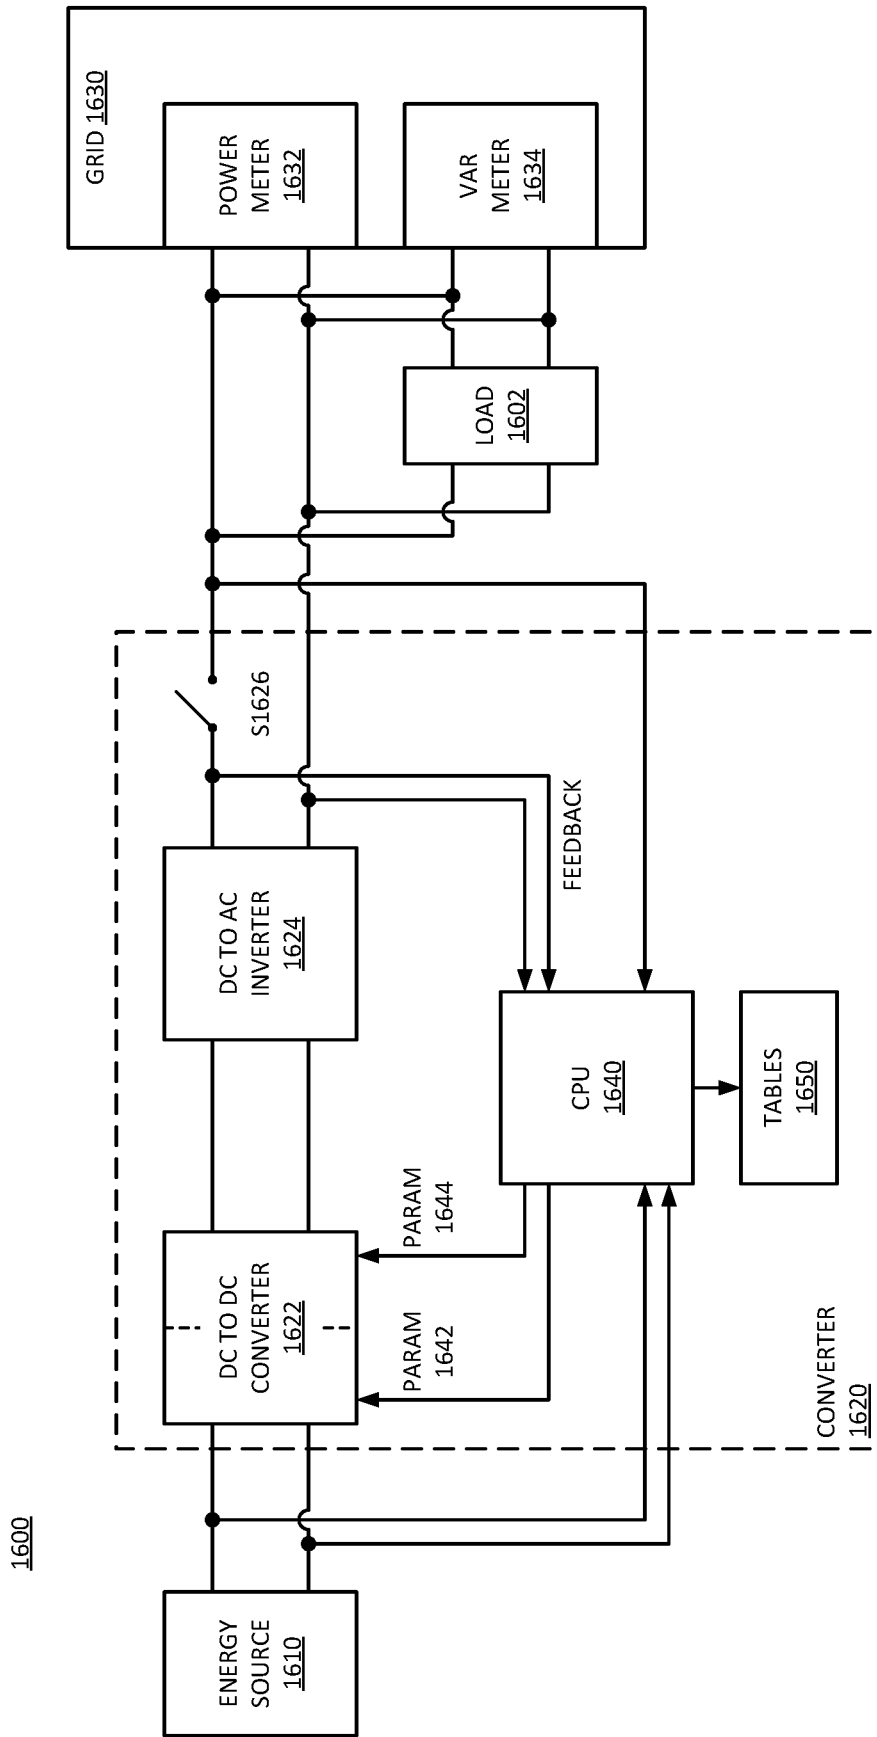 1600
ENERGY
SOURCE
1610
CONVERTER
1620
DC TO DC
CONVERTER
1622
PARAM
1642
PARAM
1644
DC TO AC
INVERTER
1624
CPU
1640
TABLES
1650
FEEDBACK
S1626
LOAD
1602
GRID 1630
POWER
METER
1632
VAR
METER
1634